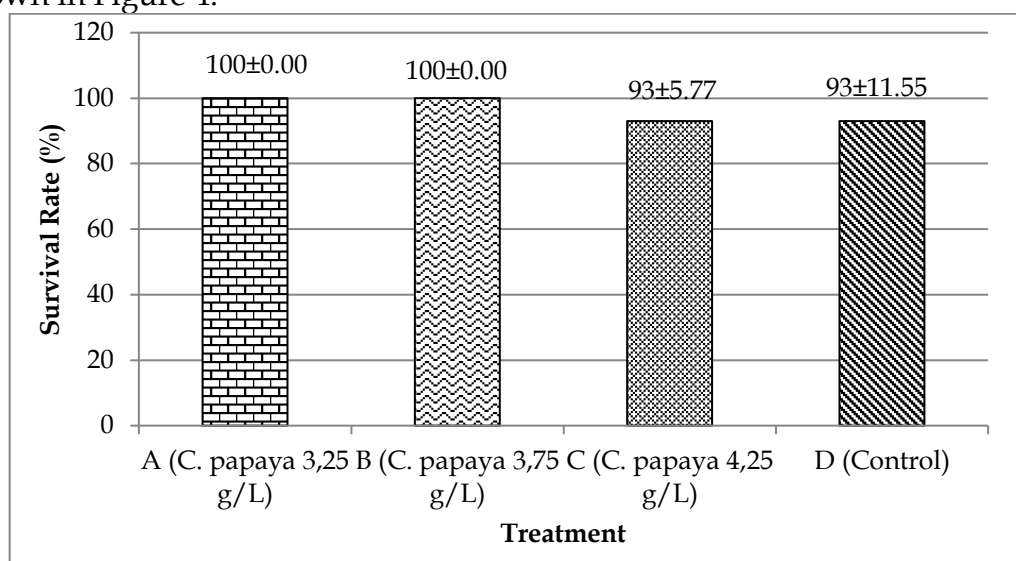 own in Figure 4.
120
100
80
60
40
20
0
Survival Rate (%)
100±0.00
100±0.00
93±5.77
93±11.55
A (C. papaya 3,25 g/L)
B (C. papaya 3,75 g/L)
C (C. papaya 4,25 g/L)
D (Control)
Treatment